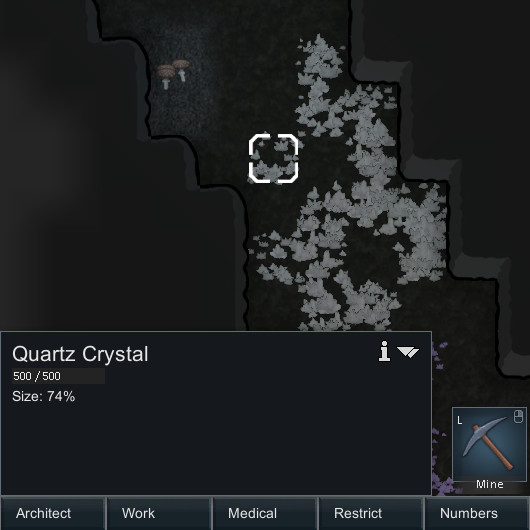 Quartz Crystal
500 / 500
Size: 74%
L
Mine
Architect
Work
Medical
Restrict
Numbers